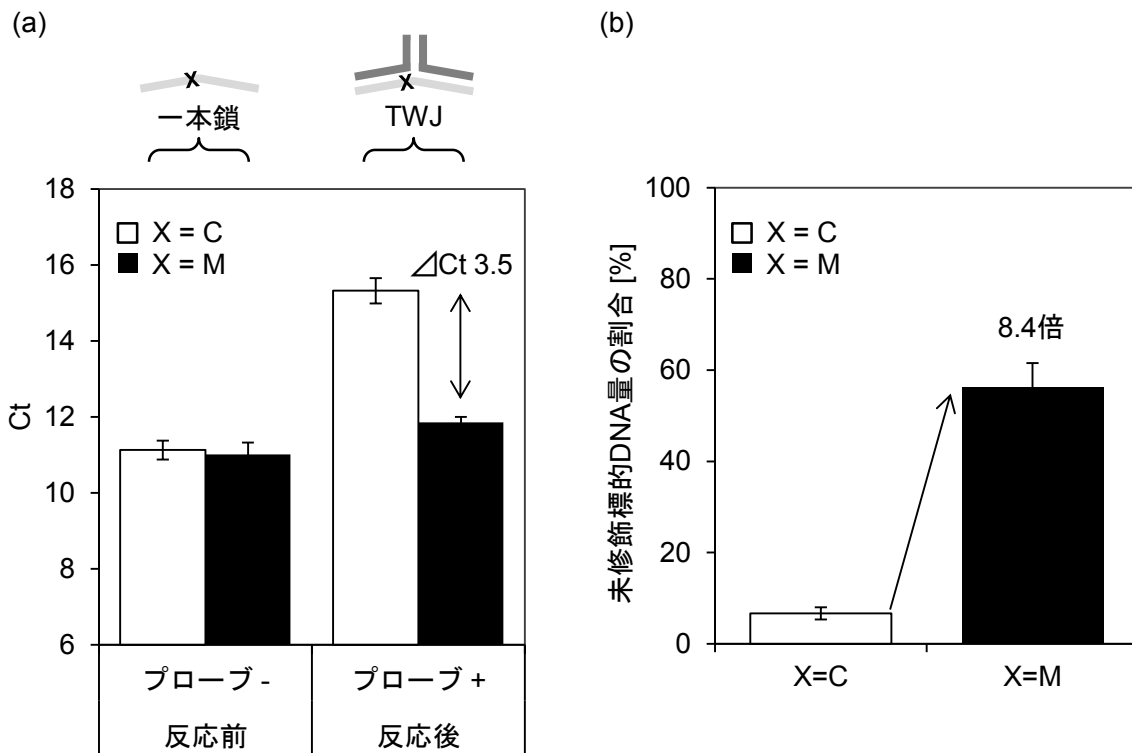 (a)
X
一本鎖
X
TWJ
18
16
14
12
10
8
6
Ct
X = C
X = M
⊿Ct 3.5
プローブ -
プローブ +
反応前
反応後
(b)
100
80
60
40
20
0
未修飾標的DNA量の割合 [%]
X = C
X = M
8.4倍
X=C
X=M